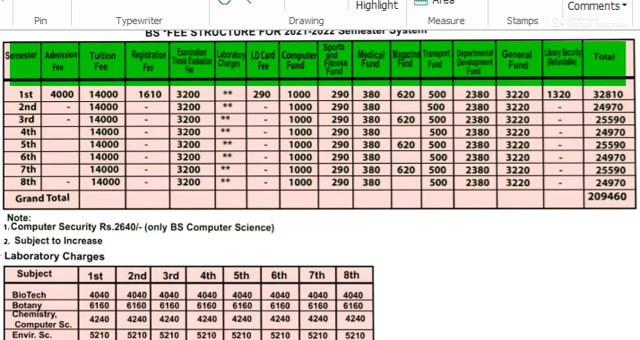 Highlight
Area
Comments
Pin Typewriter Drawing Measure Stamps Comments
BS *FEE STRUCTURE FOR 2021-2022 Semester System
Semester Admission Fee Tuition Fee Registration Fee Examination/ Thesis Evaluation Fee Laboratory Charges I.D Card Fee Computer Fund Sports and Fitness Fund Medical Fund Magazine Fund Transport Fund Departmental Development Fund General Fund Library Security (Refundable) Total
1st 4000 14000 1610 3200 ** 290 1000 290 380 620 500 2380 3220 1320 32810
2nd - 14000 - 3200 ** - 1000 290 380 500 2380 3220 - 24970
3rd - 14000 - 3200 ** - 1000 290 380 620 500 2380 3220 - 25590
4th 14000 - 3200 ** - 1000 290 380 500 2380 3220 - 24970
5th 14000 - 3200 ** - 1000 290 380 620 500 2380 3220 - 25590
6th 14000 - 3200 ** - 1000 290 380 500 2380 3220 - 24970
7th 14000 - 3200 ** - 1000 290 380 620 500 2380 3220 - 25590
8th - 14000 - 3200 ** - 1000 290 380 500 2380 3220 - 24970
Grand Total 209460
Note:
1.Computer Security Rs.2640/- (only BS Computer Science)
2. Subject to Increase
Laboratory Charges
Subject 1st 2nd 3rd 4th 5th 6th 7th 8th
BioTech 4040 4040 4040 4040 4040 4040 4040 4040
Botany 6160 6160 6160 6160 6160 6160 6160 6160
Chemistry, Computer Sc. 4240 4240 4240 4240 4240 4240 4240 4240
Envir. Sc. 5210 5210 5210 5210 5210 5210 5210 5210